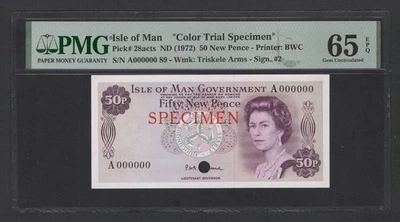 PMG
PAPER MONEY GUARANTY
Isle of Man "Color Trial Specimen"
Pick# 28acts ND (1972) 50 New Pence - Printer: BWC
S/N A000000 89 - Wmk: Triskele Arms - Sign. #2
65 EPQ
Gem Uncirculated
ISLE OF MAN GOVERNMENT A 000000
50P
Fifty New Pence
SPECIMEN
A 000000
LIEUTENANT GOVERNOR
50P